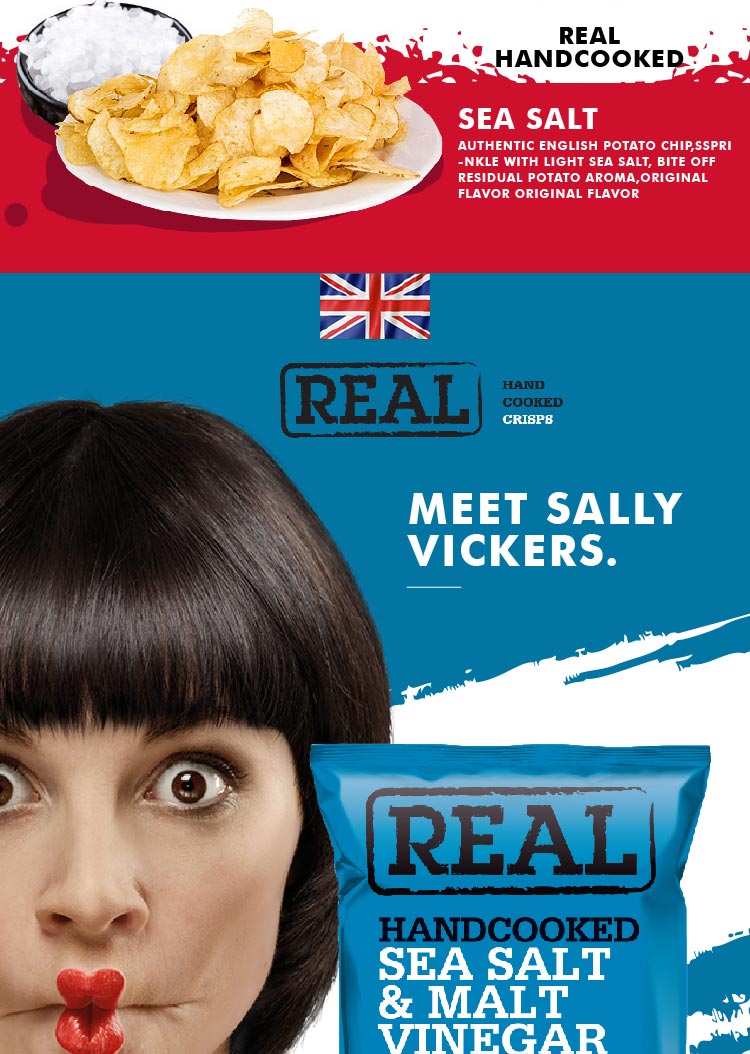 REAL
HANDCOOKED
SEA SALT
AUTHENTIC ENGLISH POTATO CHIP,SSPRI
-NKLE WITH LIGHT SEA SALT, BITE OFF
RESIDUAL POTATO AROMA,ORIGINAL
FLAVOR ORIGINAL FLAVOR
REAL
HAND
COOKED
CRISPS
MEET SALLY
VICKERS.
REAL
HANDCOOKED
SEA SALT
& MALT
VINEGAR